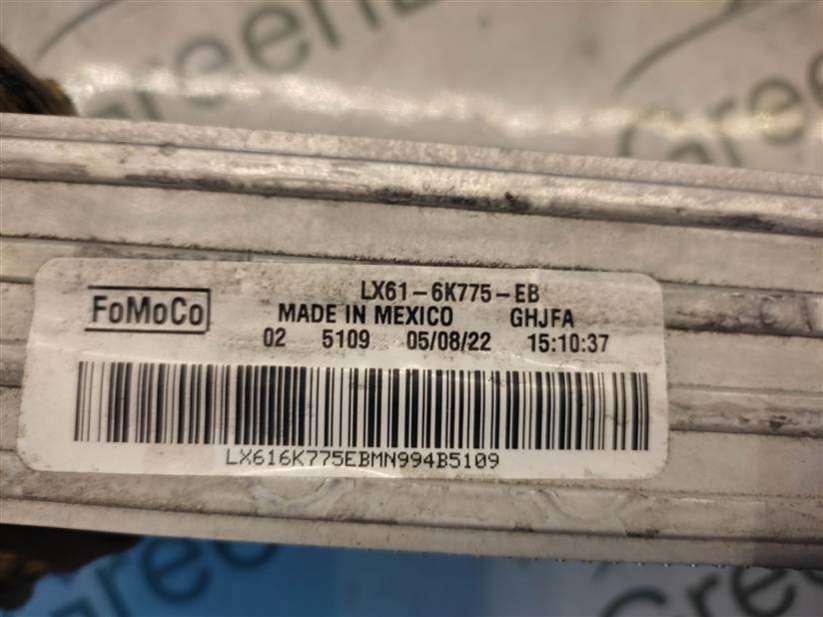 LX61-6K775-EB
FoMoCo MADE IN MEXICO GHJFA
02 5109 05/08/22 15:10:37
LX616K775EBMN994B5109